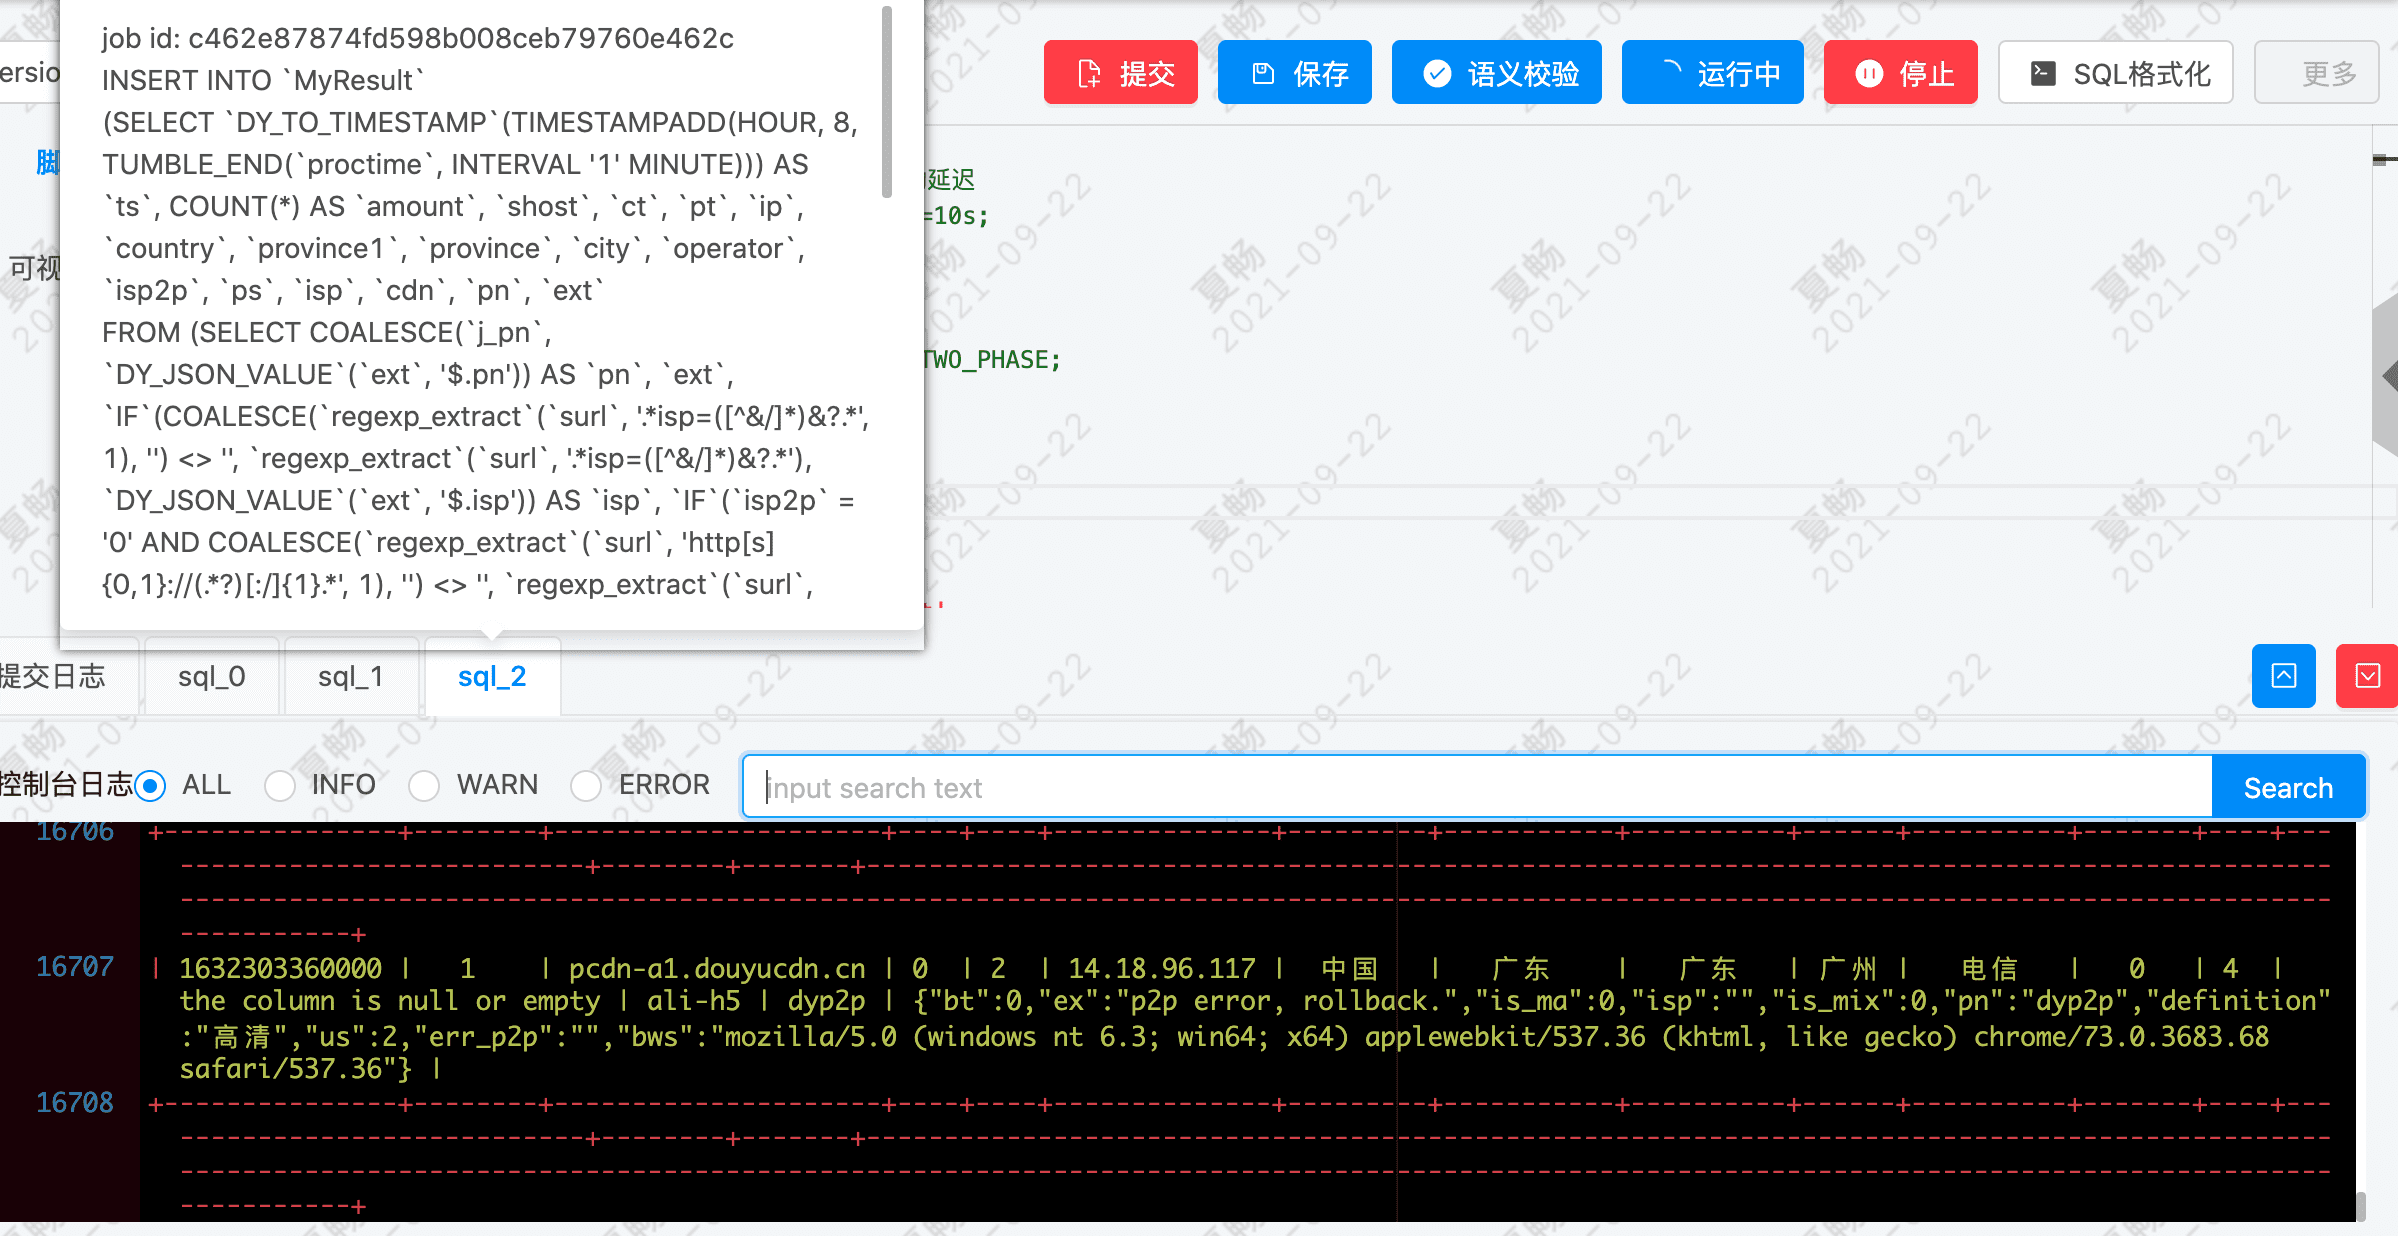 job id: c462e87874fd598b008ceb79760e462c
INSERT INTO `MyResult`
(SELECT `DY_TO_TIMESTAMP`(TIMESTAMPADD(HOUR, 8,
TUMBLE_END(`proctime`, INTERVAL '1' MINUTE))) AS
`ts`, COUNT(*) AS `amount`, `shost`, `ct`, `pt`, `ip`,
`country`, `province1`, `province`, `city`, `operator`,
`isp2p`, `ps`, `isp`, `cdn`, `pn`, `ext`
FROM (SELECT COALESCE(`j_pn`,
`DY_JSON_VALUE`(`ext`, '$.pn')) AS `pn`, `ext`,
`IF`(COALESCE(`regexp_extract`(`surl`, '.*isp=([^&/]*)&?.*',
1), '') <> '', `regexp_extract`(`surl`, '.*isp=([^&/]*)&?.*'),
`DY_JSON_VALUE`(`ext`, '$.isp')) AS `isp`, `IF`(`isp2p` =
'0' AND COALESCE(`regexp_extract`(`surl`, 'http[s]
{0,1}://(.*?)[:/]{1}.*', 1), '') <> '', `regexp_extract`(`surl`,
ersio
提交 保存 语义校验 运行中 停止 SQL格式化 更多
脚
可视
延迟
=10s;
TWO_PHASE;
提交日志 sql_0 sql_1 sql_2
控制台日志 ALL INFO WARN ERROR input search text Search
16706
16707 | 1632303360000 | 1 | pcdn-a1.douyucdn.cn | 0 | 2 | 14.18.96.117 | 中国 | 广东 | 广东 | 广州 | 电信 | 0 | 4 |
the column is null or empty | ali-h5 | dyp2p | {"bt":0,"ex":"p2p error, rollback.","is_ma":0,"isp":"","is_mix":0,"pn":"dyp2p","definition"
:"高清","us":2,"err_p2p":"","bws":"mozilla/5.0 (windows nt 6.3; win64; x64) applewebkit/537.36 (khtml, like gecko) chrome/73.0.3683.68
safari/537.36"} |
16708
夏畅
2021-09-22